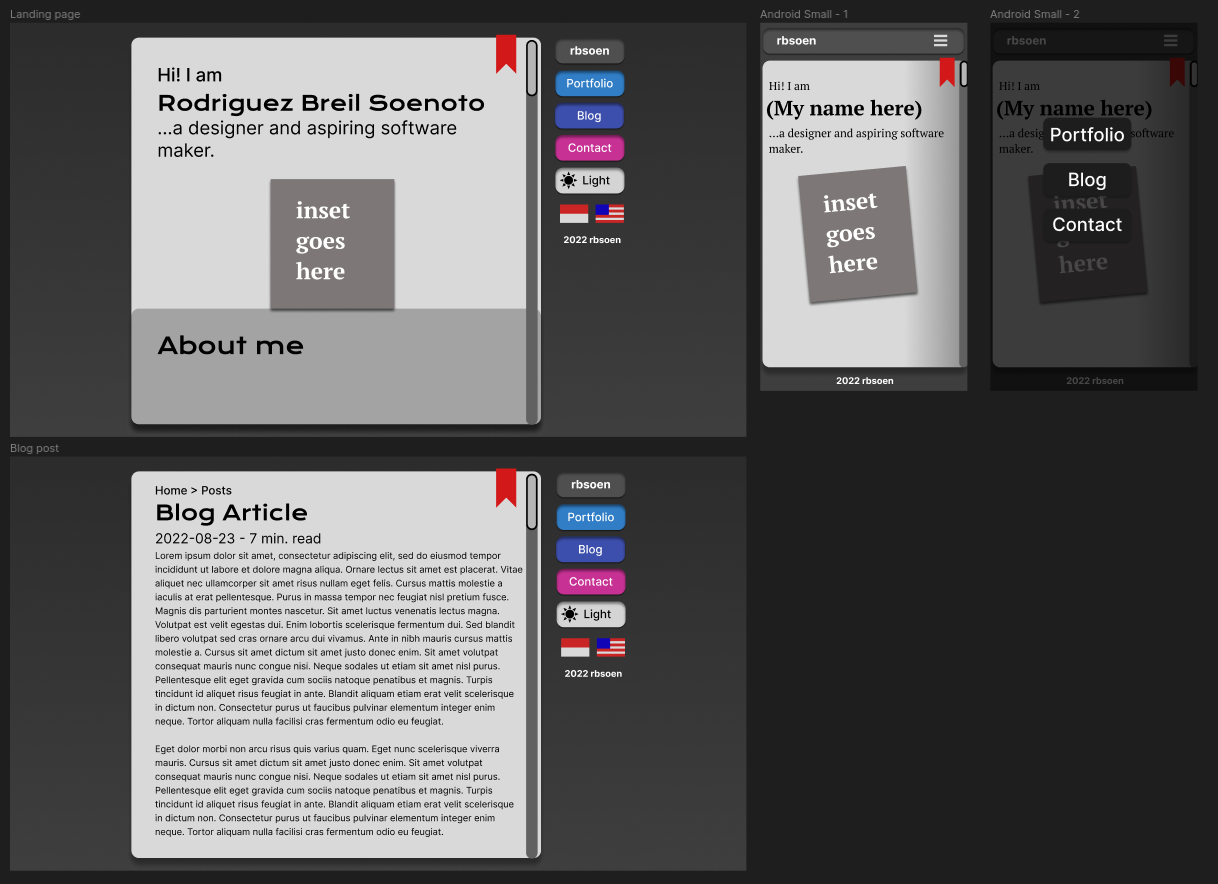 Landing page
Hi! I am
Rodriguez Breil Soenoto
...a designer and aspiring software
maker.
inset
goes
here
About me
rbsoen
Portfolio
Blog
Contact
Light
2022 rbsoen
Android Small - 1
rbsoen
Hi! I am
(My name here)
...a designer and aspiring software
maker.
inset
goes
here
2022 rbsoen
Android Small - 2
rbsoen
Hi! I am
(My name here)
...a desig
software
maker.
Portfolio
Blog
Contact
inset
here
2022 rbsoen
Blog post
Home > Posts
Blog Article
2022-08-23 - 7 min. read
Lorem ipsum dolor sit amet, consectetur adipiscing elit, sed do eiusmod tempor
incididunt ut labore et dolore magna aliqua. Ornare lectus sit amet est placerat. Vitae
aliquet nec ullamcorper sit amet risus nullam eget felis. Cursus mattis molestie a
iaculis at erat pellentesque. Purus in massa tempor nec feugiat nisl pretium fusce.
Magnis dis parturient montes nascetur. Sit amet luctus venenatis lectus magna.
Volutpat est velit egestas dui. Enim lobortis scelerisque fermentum dui. Sed blandit
libero volutpat sed cras ornare arcu dui vivamus. Ante in nibh mauris cursus mattis
molestie a. Cursus sit amet dictum sit amet justo donec enim. Sit amet volutpat
consequat mauris nunc congue nisi. Neque sodales ut etiam sit amet nisl purus.
Pellentesque elit eget gravida cum sociis natoque penatibus et magnis. Turpis
tincidunt id aliquet risus feugiat in ante. Blandit aliquam etiam erat velit scelerisque
in dictum non. Consectetur purus ut faucibus pulvinar elementum integer enim
neque. Tortor aliquam nulla facilisi cras fermentum odio eu feugiat.
Eget dolor morbi non arcu risus quis varius quam. Eget nunc scelerisque viverra
mauris. Cursus sit amet dictum sit amet justo donec enim. Sit amet volutpat
consequat mauris nunc congue nisi. Neque sodales ut etiam sit amet nisl purus.
Pellentesque elit eget gravida cum sociis natoque penatibus et magnis. Turpis
tincidunt id aliquet risus feugiat in ante. Blandit aliquam etiam erat velit scelerisque
in dictum non. Consectetur purus ut faucibus pulvinar elementum integer enim
neque. Tortor aliquam nulla facilisi cras fermentum odio eu feugiat.
rbsoen
Portfolio
Blog
Contact
Light
2022 rbsoen